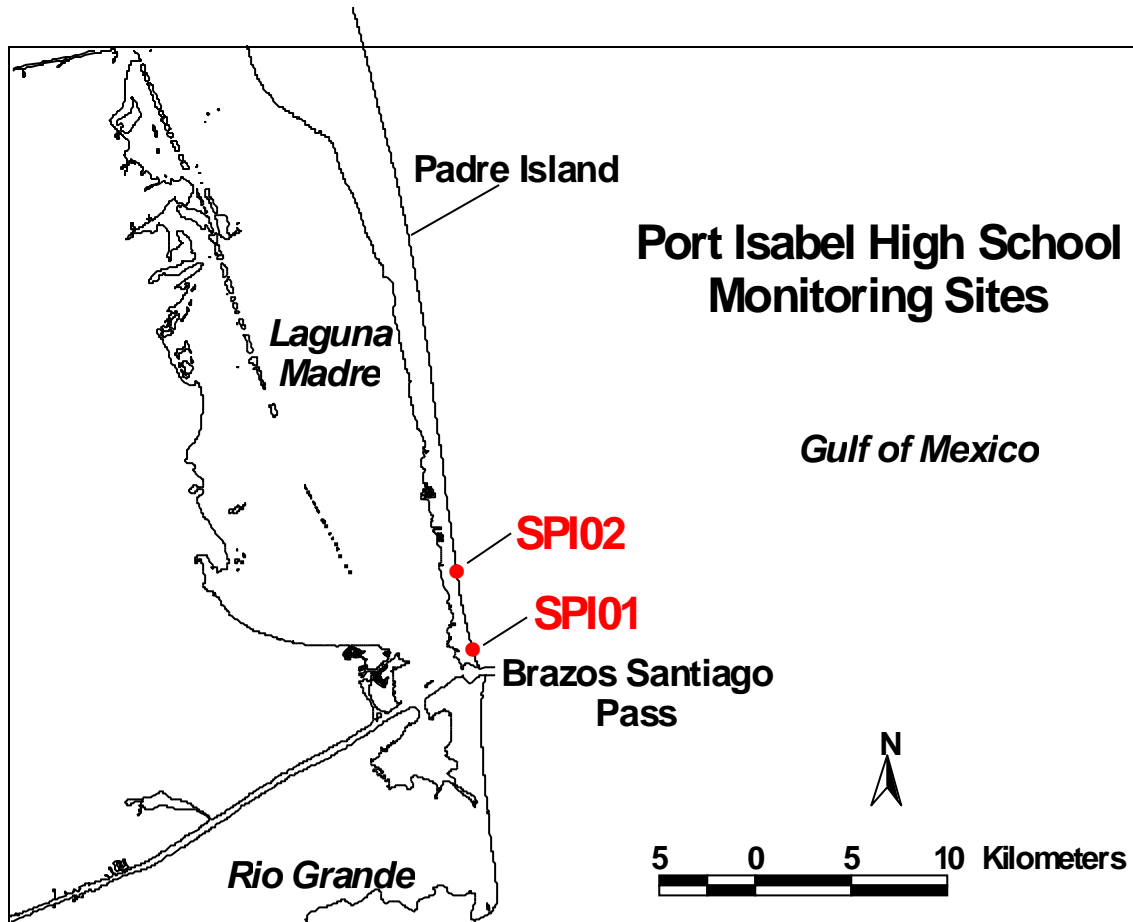 Padre Island
Port Isabel High School
Monitoring Sites
Laguna
Madre
Gulf of Mexico
SPI02
SPI01
Brazos Santiago
Pass
N
5 0 5 10 Kilometers
Rio Grande